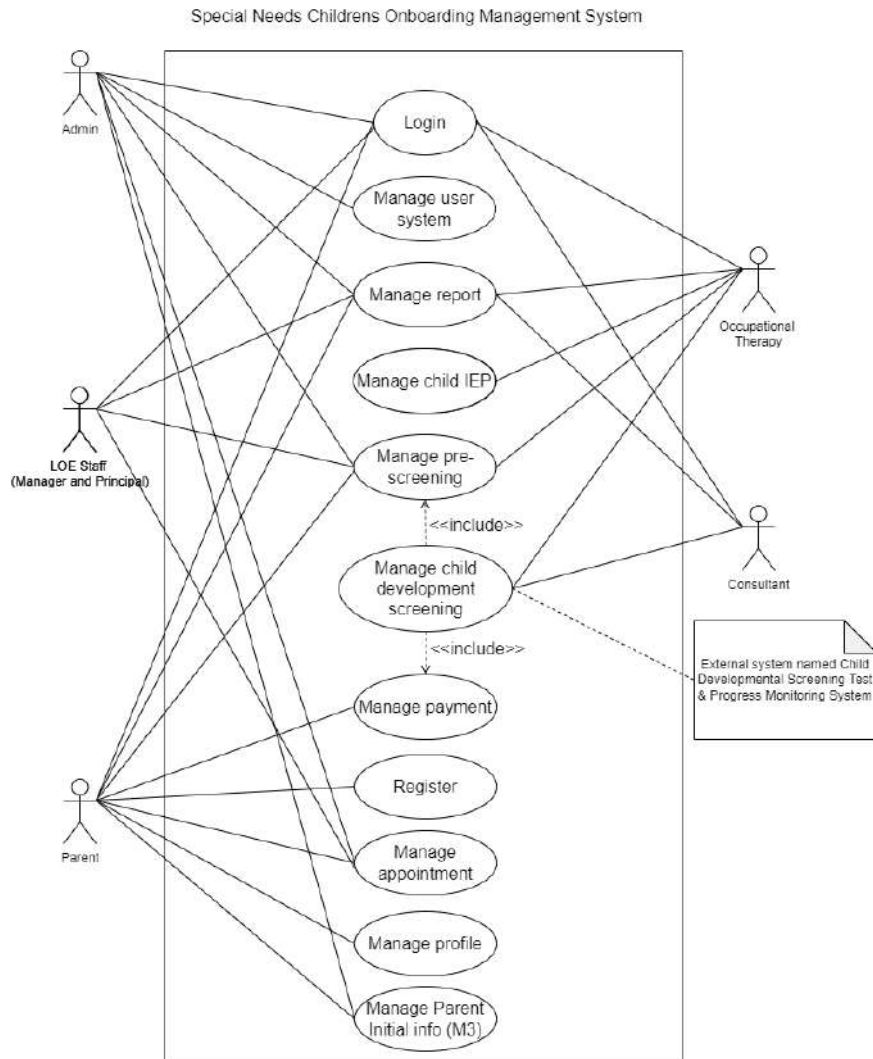 Special Needs Childrens Onboarding Management System
Admin
Login
Manage user
system
Manage report
Occupational
Therapy
Manage child IEP
LOE Staff
(Manager and Principal)
Manage pre-
screening
<<include>>
Manage child
development
screening
Consultant
<<include>>
External system named Child
Developmental Screening Test
& Progress Monitoring System
Manage payment
Register
Parent
Manage
appointment
Manage profile
Manage Parent
Initial info (M3)